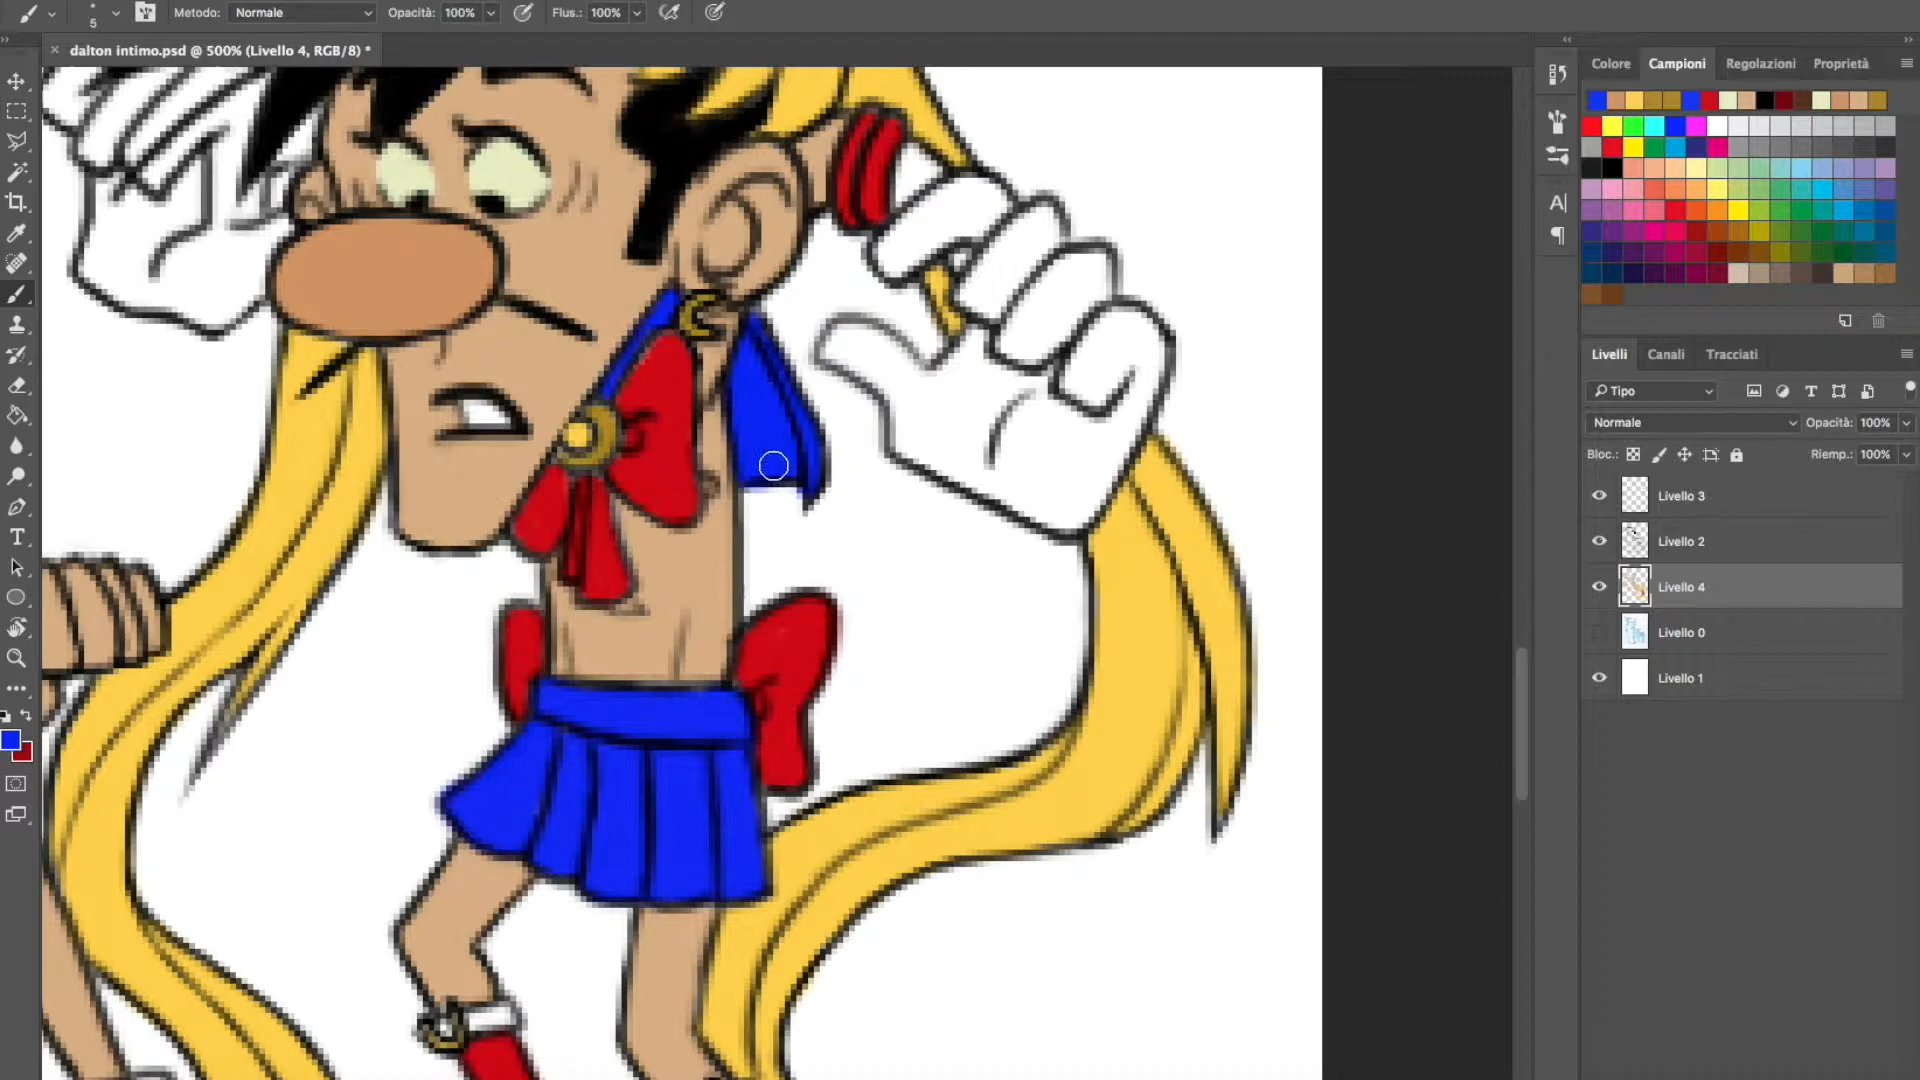 5 Metodo: Normale Opacità: 100% Flus.: 100%
dalton intimo.psd @ 500% (Livello 4, RGB/8) *
Colore Campioni Regolazioni Proprietà
Livelli Canali Tracciati
Tipo
Normale Opacità: 100%
Bloc.: Riemp.: 100%
Livello 3
Livello 2
Livello 4
Livello 0
Livello 1